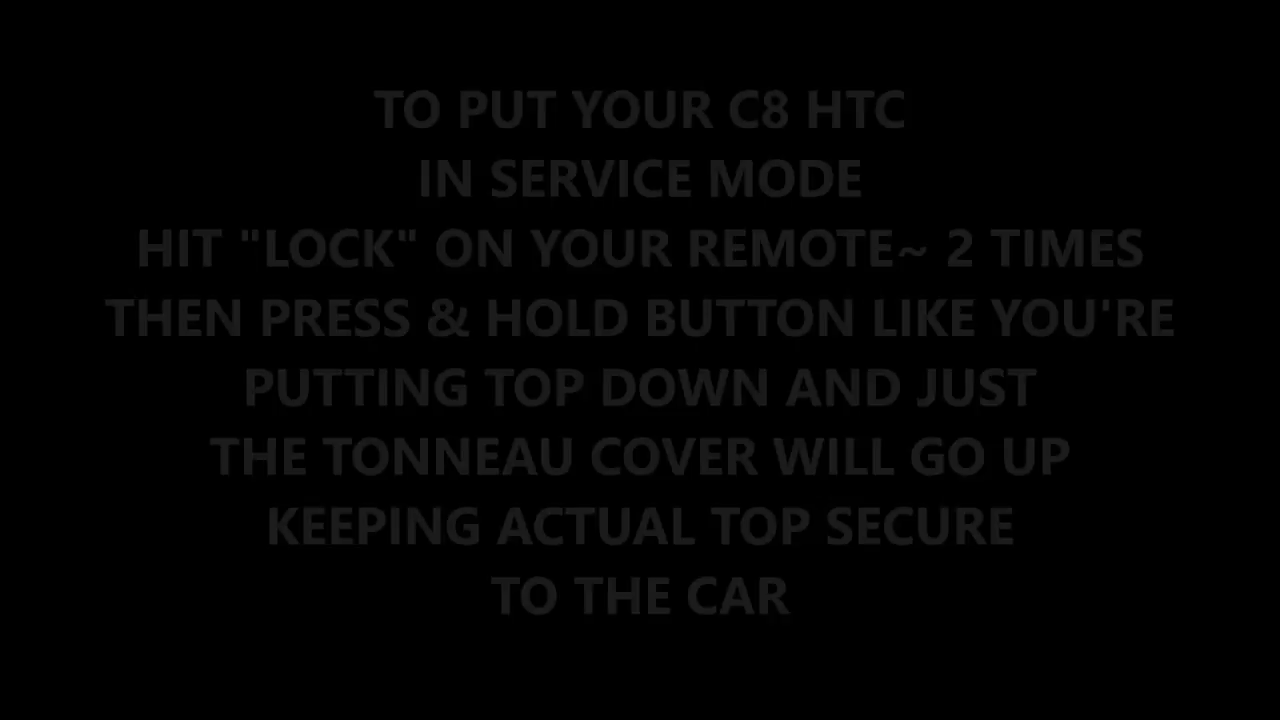 TO PUT YOUR C8 HTC
IN SERVICE MODE
HIT "LOCK" ON YOUR REMOTE~ 2 TIMES
THEN PRESS & HOLD BUTTON LIKE YOU'RE
PUTTING TOP DOWN AND JUST
THE TONNEAU COVER WILL GO UP
KEEPING ACTUAL TOP SECURE
TO THE CAR